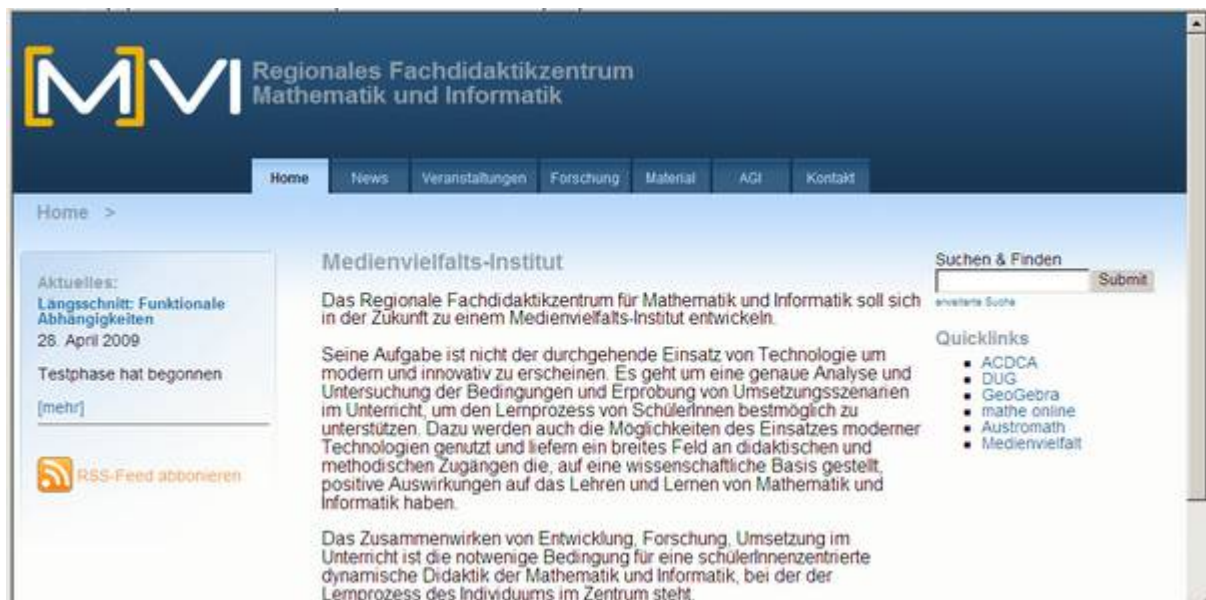 [M]VI
Regionales Fachdidaktikzentrum
Mathematik und Informatik
Home
News
Veranstaltungen
Forschung
Material
AGI
Kontakt
Home >
Aktuelles:
Längsschnitt: Funktionale
Abhängigkeiten
28. April 2009
Testphase hat begonnen
[mehr]
RSS-Feed abbonieren
Medienvielfalts-Institut
Das Regionale Fachdidaktikzentrum für Mathematik und Informatik soll sich
in der Zukunft zu einem Medienvielfalts-Institut entwickeln.
Seine Aufgabe ist nicht der durchgehende Einsatz von Technologie um
modern und innovativ zu erscheinen. Es geht um eine genaue Analyse und
Untersuchung der Bedingungen und Erprobung von Umsetzungsszenarien
im Unterricht, um den Lernprozess von SchülerInnen bestmöglich zu
unterstützen. Dazu werden auch die Möglichkeiten des Einsatzes moderner
Technologien genutzt und liefern ein breites Feld an didaktischen und
methodischen Zugängen die, auf eine wissenschaftliche Basis gestellt,
positive Auswirkungen auf das Lehren und Lernen von Mathematik und
Informatik haben.
Das Zusammenwirken von Entwicklung, Forschung, Umsetzung im
Unterricht ist die notwenige Bedingung für eine schülerInnenzentrierte
dynamische Didaktik der Mathematik und Informatik, bei der der
Lernprozess des Individuums im Zentrum steht.
Suchen & Finden
Submit
erweiterte Suche
Quicklinks
ACDCA
DUG
GeoGebra
mathe online
Austromath
Medienvielfalt